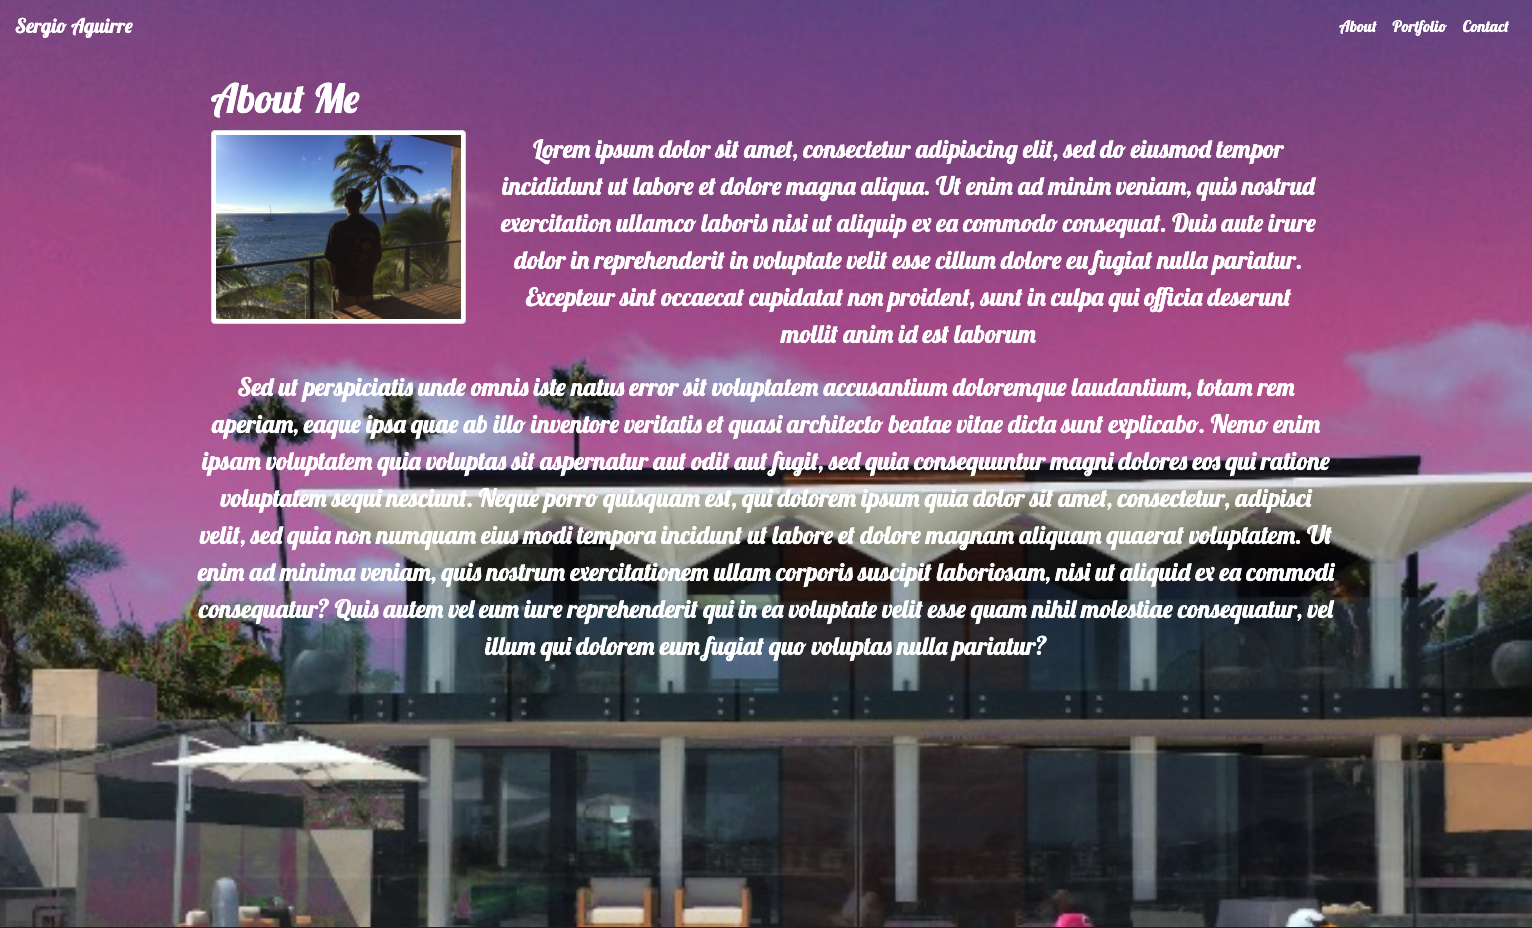 Sergio Aguirre
About Portfolio Contact
About Me
Lorem ipsum dolor sit amet, consectetur adipiscing elit, sed do eiusmod tempor
incididunt ut labore et dolore magna aliqua. Ut enim ad minim veniam, quis nostrud
exercitation ullamco laboris nisi ut aliquip ex ea commodo consequat. Duis aute irure
dolor in reprehenderit in voluptate velit esse cillum dolore eu fugiat nulla pariatur.
Excepteur sint occaecat cupidatat non proident, sunt in culpa qui officia deserunt
mollit anim id est laborum
Sed ut perspiciatis unde omnis iste natus error sit voluptatem accusantium doloremque laudantium, totam rem
aperiam, eaque ipsa quae ab illo inventore veritatis et quasi architecto beatae vitae dicta sunt explicabo. Nemo enim
ipsam voluptatem quia voluptas sit aspernatur aut odit aut fugit, sed quia consequuntur magni dolores eos qui ratione
voluptatem sequi nesciunt. Neque porro quisquam est, qui dolorem ipsum quia dolor sit amet, consectetur, adipisci
velit, sed quia non numquam eius modi tempora incidunt ut labore et dolore magnam aliquam quaerat voluptatem. Ut
enim ad minima veniam, quis nostrum exercitationem ullam corporis suscipit laboriosam, nisi ut aliquid ex ea commodi
consequatur? Quis autem vel eum iure reprehenderit qui in ea voluptate velit esse quam nihil molestiae consequatur, vel
illum qui dolorem eum fugiat quo voluptas nulla pariatur?